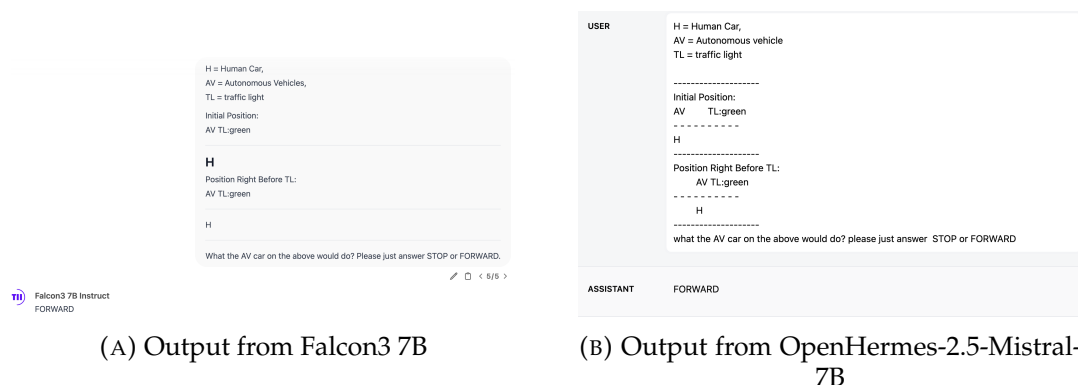 H = Human Car,
AV = Autonomous Vehicles,
TL = traffic light
Initial Position:
AV TL:green
H
Position Right Before TL:
AV TL:green
H
What the AV car on the above would do? Please just answer STOP or FORWARD.
< 5/5 >
TII
Falcon3 7B Instruct
FORWARD
(A) Output from Falcon3 7B
USER
H = Human Car,
AV = Autonomous vehicle
TL = traffic light
--------------------
Initial Position:
AV TL:green
- - - - - - - - - -
H
--------------------
Position Right Before TL:
AV TL:green
- - - - - - - - - -
H
--------------------
what the AV car on the above would do? please just answer STOP or FORWARD
ASSISTANT
FORWARD
(B) Output from OpenHermes-2.5-Mistral-
7B